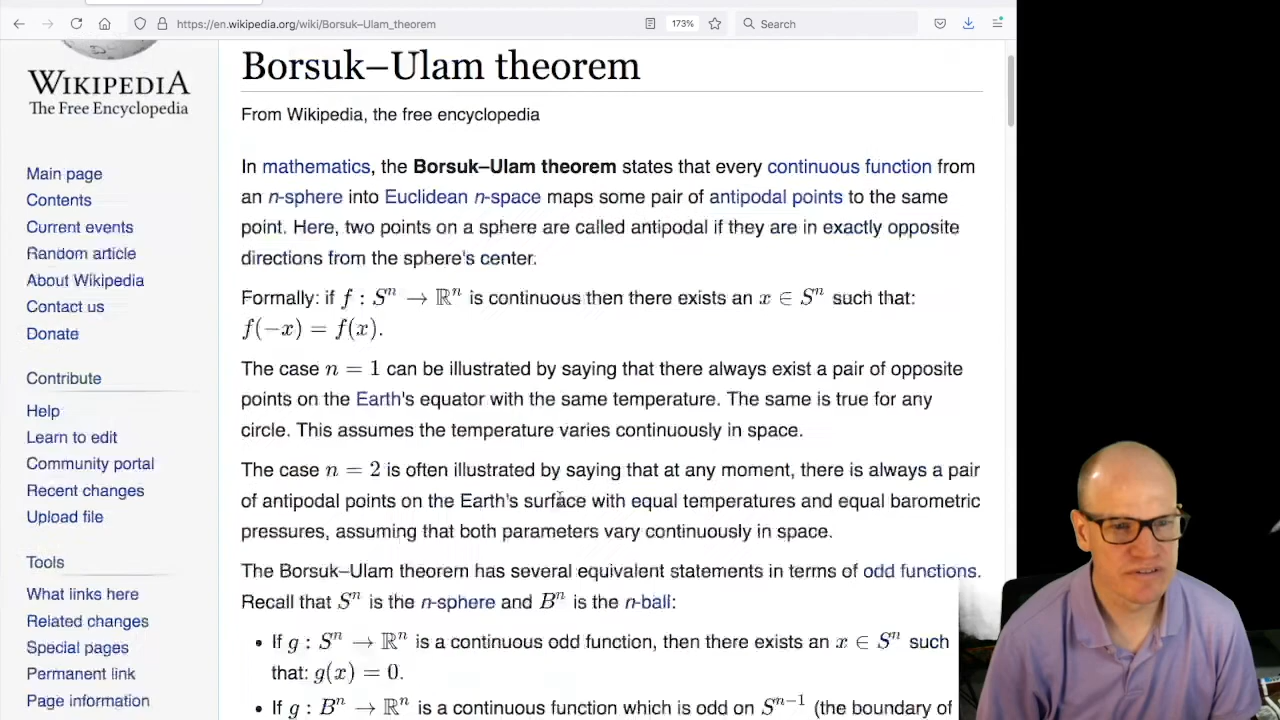 https://en.wikipedia.org/wiki/Borsuk–Ulam_theorem
173%
Search
WIKIPEDIA
The Free Encyclopedia
Main page
Contents
Current events
Random article
About Wikipedia
Contact us
Donate
Contribute
Help
Learn to edit
Community portal
Recent changes
Upload file
Tools
What links here
Related changes
Special pages
Permanent link
Page information
Borsuk–Ulam theorem
From Wikipedia, the free encyclopedia
In mathematics, the Borsuk–Ulam theorem states that every continuous function from
an n-sphere into Euclidean n-space maps some pair of antipodal points to the same
point. Here, two points on a sphere are called antipodal if they are in exactly opposite
directions from the sphere's center.
Formally: if f : Sⁿ → ℝⁿ is continuous then there exists an x ∈ Sⁿ such that:
f(−x) = f(x).
The case n = 1 can be illustrated by saying that there always exist a pair of opposite
points on the Earth's equator with the same temperature. The same is true for any
circle. This assumes the temperature varies continuously in space.
The case n = 2 is often illustrated by saying that at any moment, there is always a pair
of antipodal points on the Earth's surface with equal temperatures and equal barometric
pressures, assuming that both parameters vary continuously in space.
The Borsuk–Ulam theorem has several equivalent statements in terms of odd functions.
Recall that Sⁿ is the n-sphere and Bⁿ is the n-ball:
• If g : Sⁿ → ℝⁿ is a continuous odd function, then there exists an x ∈ Sⁿ such
that: g(x) = 0.
• If g : Bⁿ → ℝⁿ is a continuous function which is odd on Sⁿ⁻¹ (the boundary of